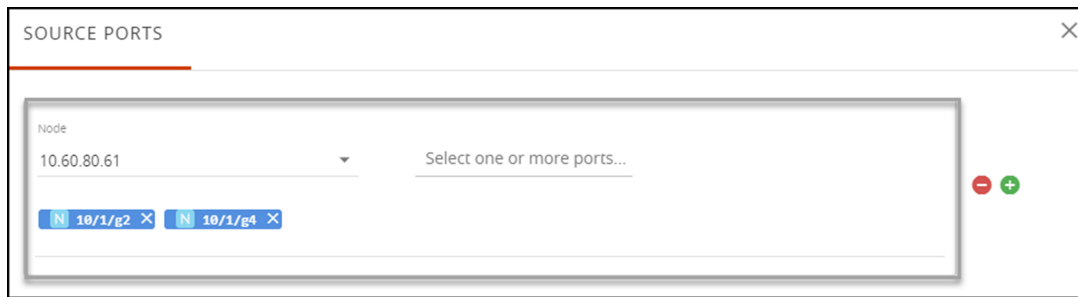 SOURCE PORTS
Node
10.60.80.61 Select one or more ports...
N 10/1/g2 N 10/1/g4